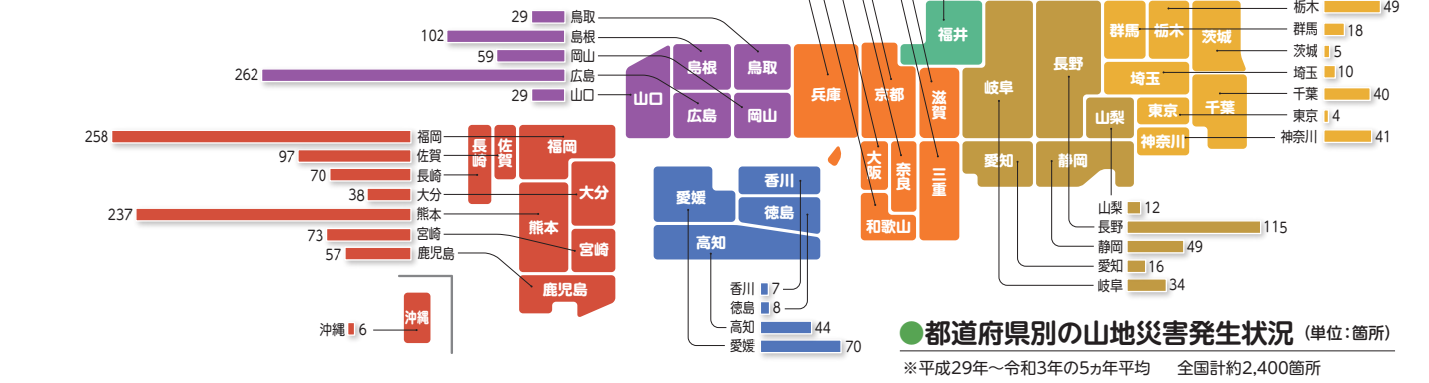 29 鳥取
102 島根
59 岡山
262 広島
29 山口
258 福岡
97 佐賀
70 長崎
38 大分
237 熊本
73 宮崎
57 鹿児島
沖縄 6
沖縄
長崎
佐賀
福岡
大分
熊本
宮崎
鹿児島
山口
島根
鳥取
広島
岡山
愛媛
香川
徳島
高知
香川 7
徳島 8
高知 44
愛媛 70
兵庫
京都
滋賀
大阪
奈良
三重
和歌山
福井
岐阜
長野
山梨
愛知
静岡
群馬
栃木
茨城
埼玉
東京
千葉
神奈川
栃木 49
群馬 18
茨城 5
埼玉 10
千葉 40
東京 4
神奈川 41
山梨 12
長野 115
静岡 49
愛知 16
岐阜 34
●都道府県別の山地災害発生状況（単位：箇所）
※平成29年～令和3年の5ヵ年平均　全国計約2,400箇所